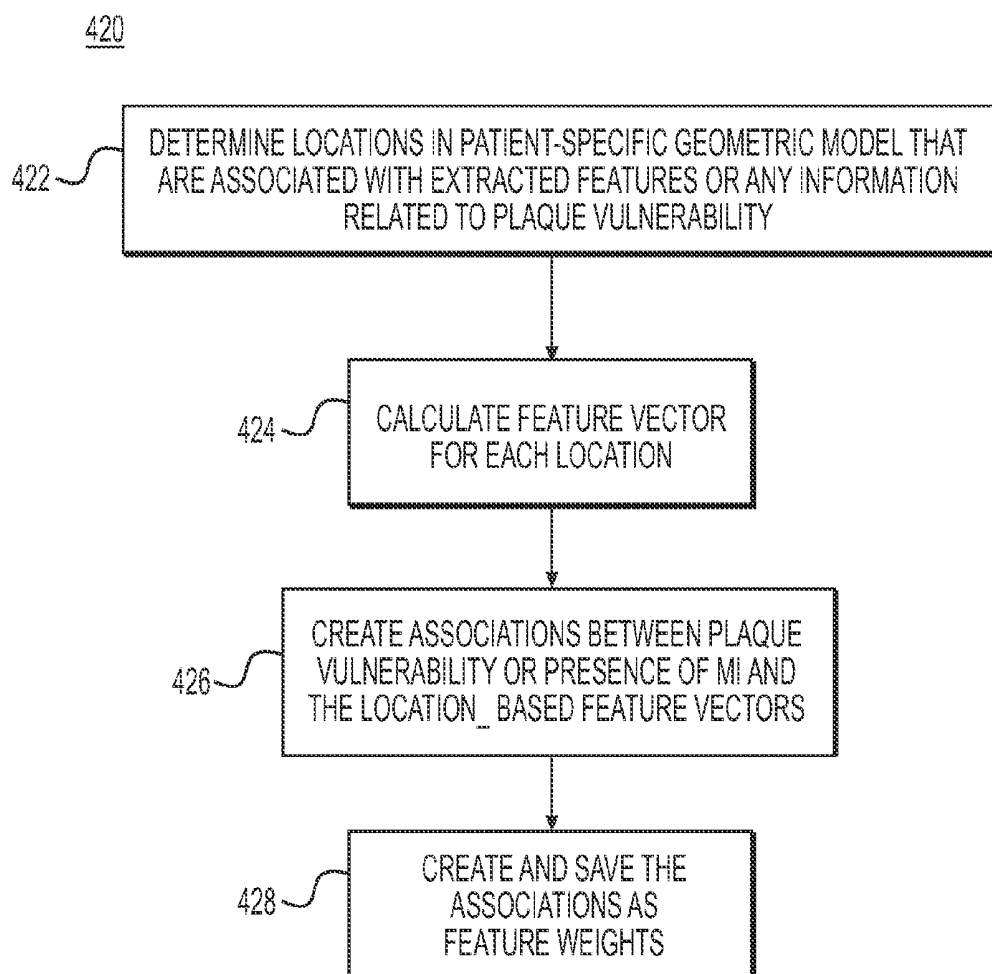 420
422
DETERMINE LOCATIONS IN PATIENT-SPECIFIC GEOMETRIC MODEL THAT
ARE ASSOCIATED WITH EXTRACTED FEATURES OR ANY INFORMATION
RELATED TO PLAQUE VULNERABILITY
424
CALCULATE FEATURE VECTOR
FOR EACH LOCATION
426
CREATE ASSOCIATIONS BETWEEN PLAQUE
VULNERABILITY OR PRESENCE OF MI AND
THE LOCATION_ BASED FEATURE VECTORS
428
CREATE AND SAVE THE
ASSOCIATIONS AS
FEATURE WEIGHTS